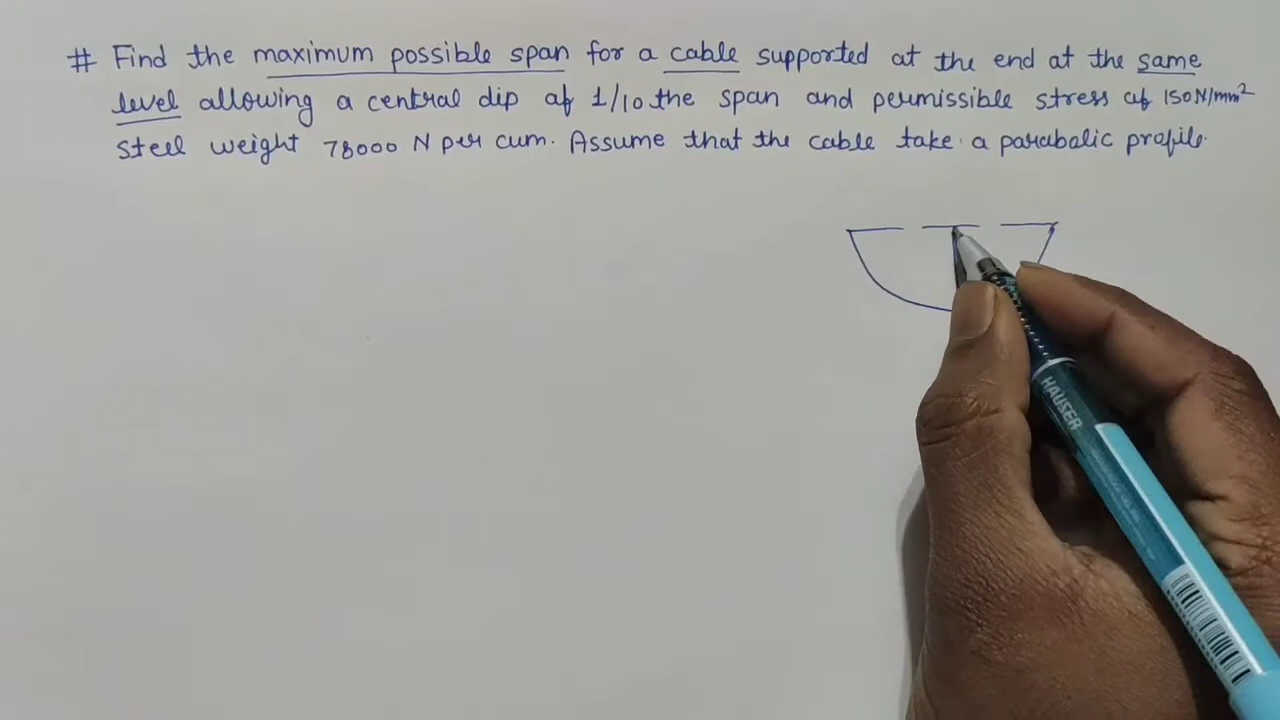 # Find the maximum possible span for a cable supported at the end at the same
level allowing a central dip of 1/10 the span and permissible stress of 150N/mm²
Steel weight 78000 N per cum. Assume that the cable take a parabolic profile.
HAUSER